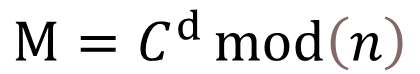 M = C^d mod(n)